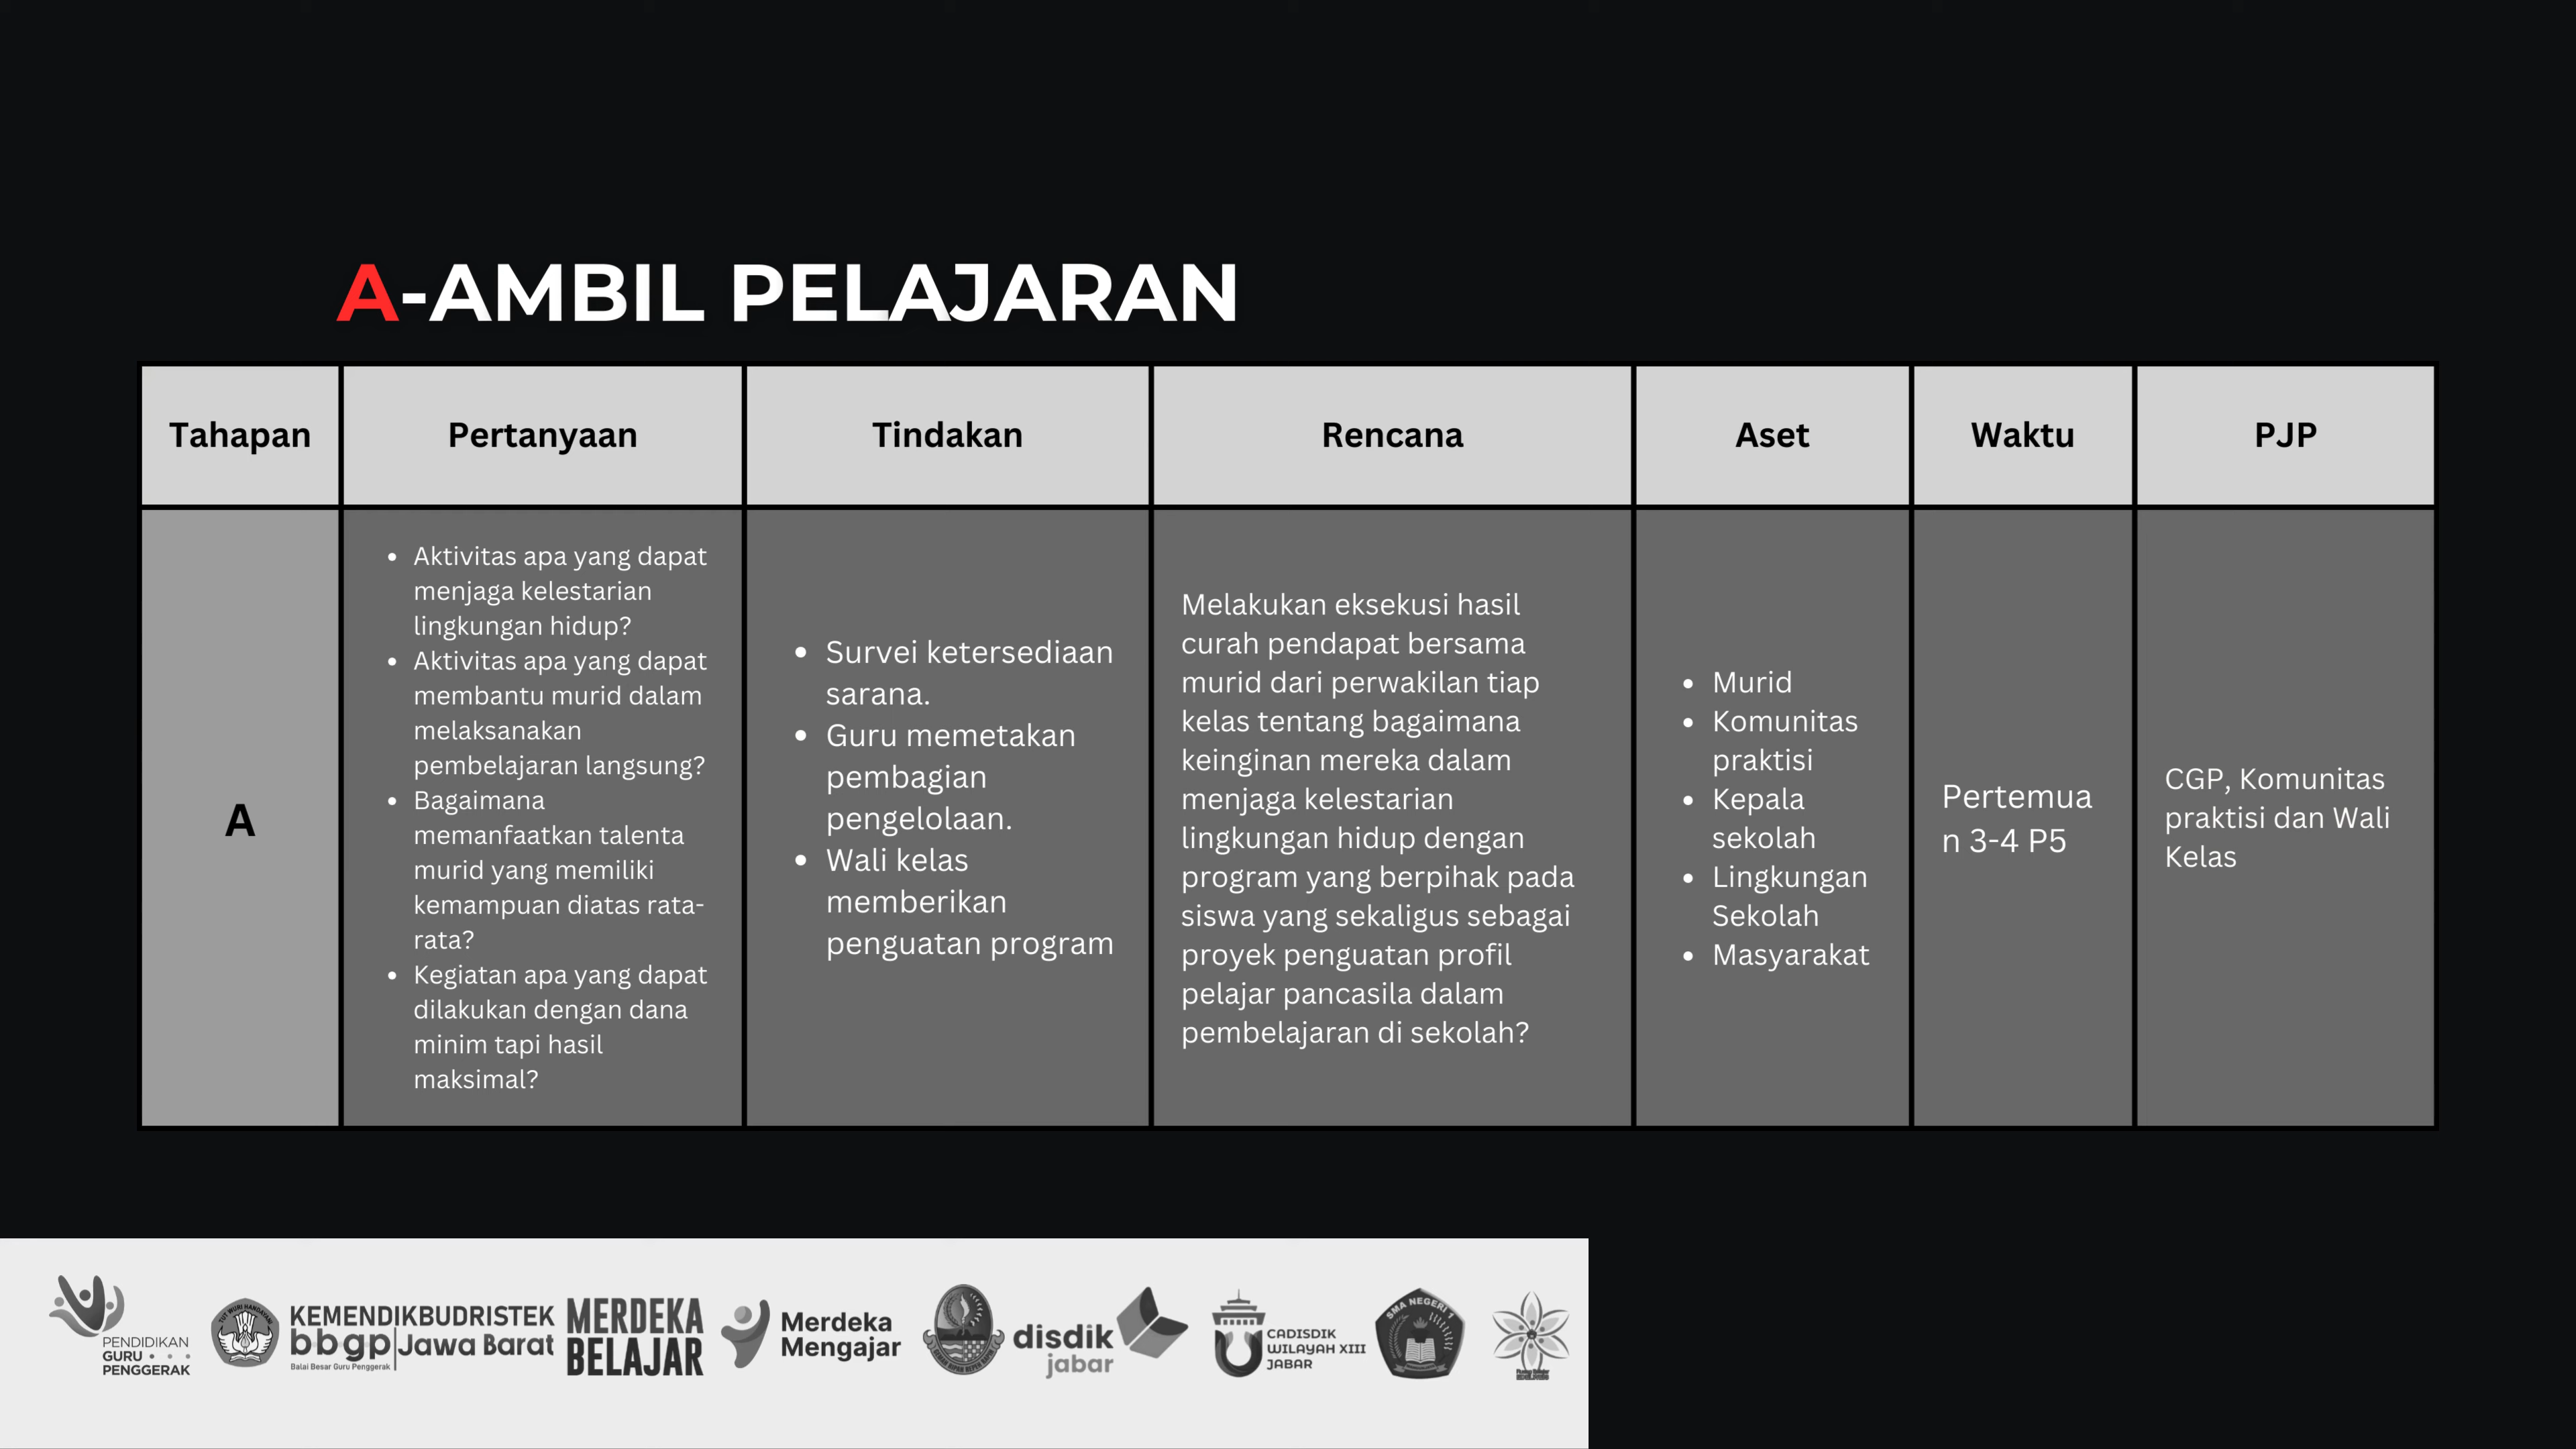 A-AMBIL PELAJARAN
Tahapan
Pertanyaan
Tindakan
Rencana
Aset
Waktu
PJP
A
• Aktivitas apa yang dapat
menjaga kelestarian
lingkungan hidup?
• Aktivitas apa yang dapat
membantu murid dalam
melaksanakan
pembelajaran langsung?
• Bagaimana
memanfaatkan talenta
murid yang memiliki
kemampuan diatas rata-
rata?
• Kegiatan apa yang dapat
dilakukan dengan dana
minim tapi hasil
maksimal?
• Survei ketersediaan
sarana.
• Guru memetakan
pembagian
pengelolaan.
• Wali kelas
memberikan
penguatan program
Melakukan eksekusi hasil
curah pendapat bersama
murid dari perwakilan tiap
kelas tentang bagaimana
keinginan mereka dalam
menjaga kelestarian
lingkungan hidup dengan
program yang berpihak pada
siswa yang sekaligus sebagai
proyek penguatan profil
pelajar pancasila dalam
pembelajaran di sekolah?
• Murid
• Komunitas
praktisi
• Kepala
sekolah
• Lingkungan
Sekolah
• Masyarakat
Pertemua
n 3-4 P5
CGP, Komunitas
praktisi dan Wali
Kelas
PENDIDIKAN
GURU
PENGGERAK
TUT WURI HANDAYANI
KEMENDIKBUDRISTEK
bbgp|Jawa Barat
Balai Besar Guru Penggerak
MERDEKA
BELAJAR
Merdeka
Mengajar
disdik
jabar
CADISDIK
WILAYAH XIII
JABAR
SMA NEGERI 1